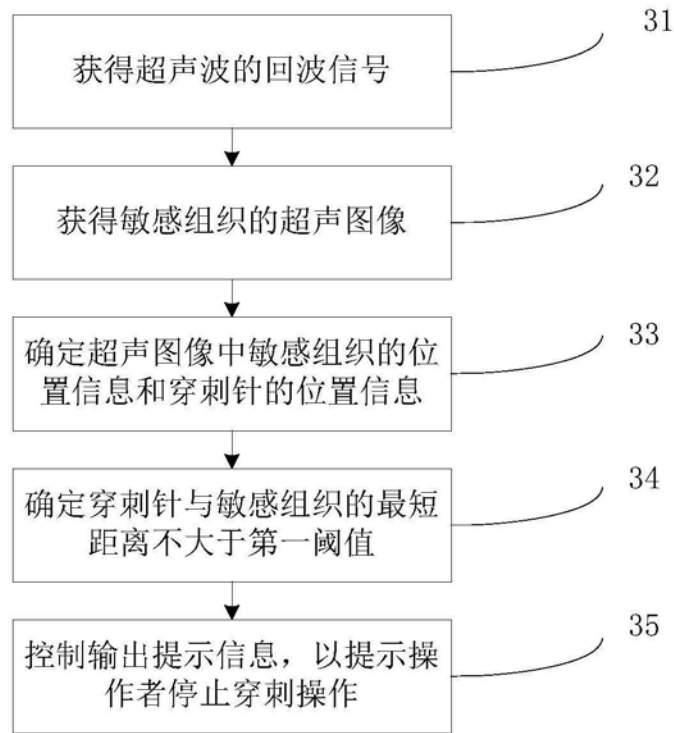 获得超声波的回波信号
31
获得敏感组织的超声图像
32
确定超声图像中敏感组织的位
置信息和穿刺针的位置信息
33
确定穿刺针与敏感组织的最短
距离不大于第一阈值
34
控制输出提示信息，以提示操
作者停止穿刺操作
35